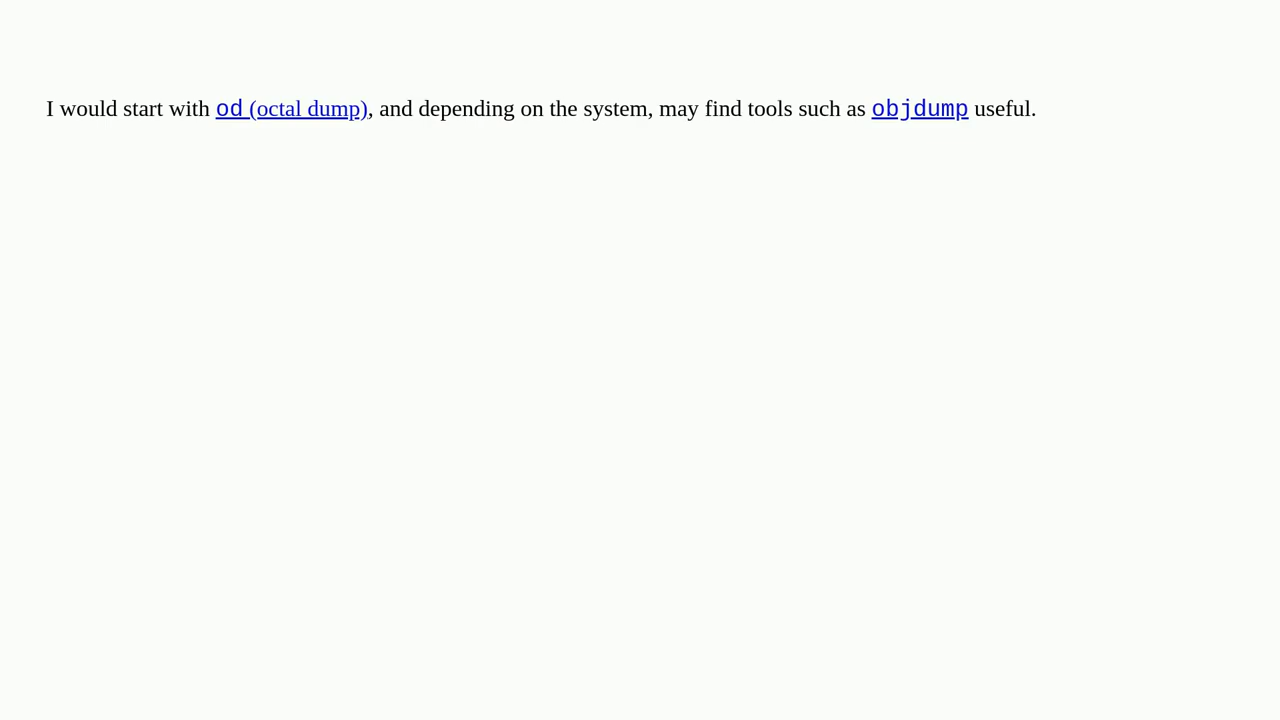 I would start with od (octal dump), and depending on the system, may find tools such as objdump useful.